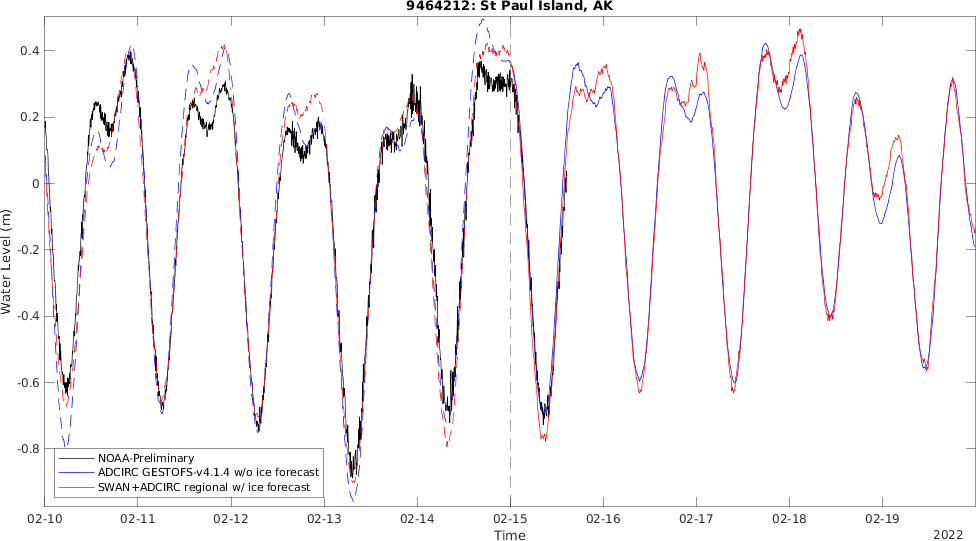 9464212: St Paul Island, AK
Water Level (m)
0.4
0.2
0
-0.2
-0.4
-0.6
-0.8
NOAA-Preliminary
ADCIRC GESTOFS-v4.1.4 w/o ice forecast
SWAN+ADCIRC regional w/ ice forecast
02-10 02-11 02-12 02-13 02-14 02-15 02-16 02-17 02-18 02-19
Time
2022